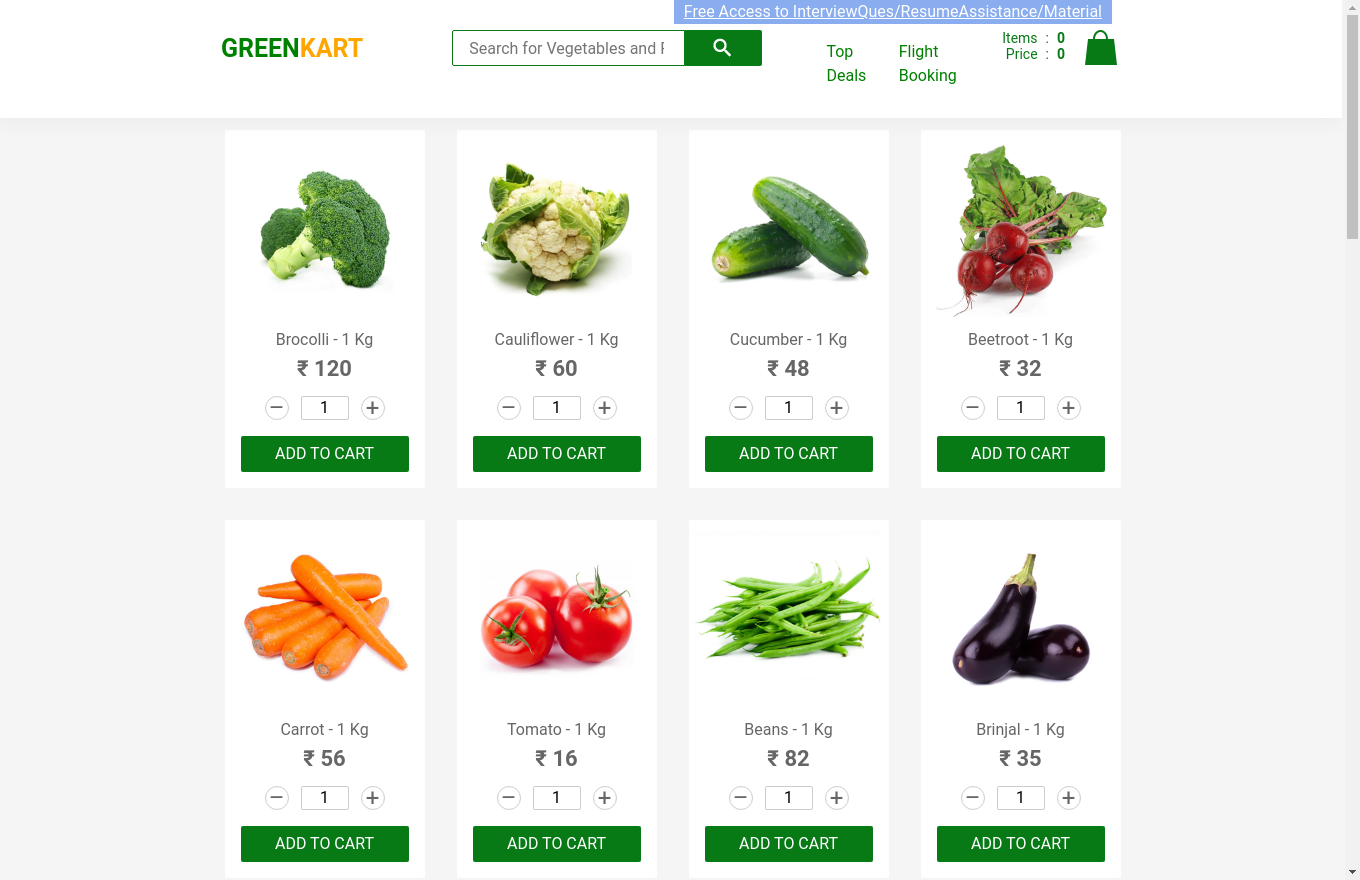 Free Access to InterviewQues/ResumeAssistance/Material
GREENKART
Search for Vegetables and F
Top
Deals
Flight
Booking
Items : 0
Price : 0
Brocolli - 1 Kg
₹ 120
− 1 +
ADD TO CART
Cauliflower - 1 Kg
₹ 60
− 1 +
ADD TO CART
Cucumber - 1 Kg
₹ 48
− 1 +
ADD TO CART
Beetroot - 1 Kg
₹ 32
− 1 +
ADD TO CART
Carrot - 1 Kg
₹ 56
− 1 +
ADD TO CART
Tomato - 1 Kg
₹ 16
− 1 +
ADD TO CART
Beans - 1 Kg
₹ 82
− 1 +
ADD TO CART
Brinjal - 1 Kg
₹ 35
− 1 +
ADD TO CART